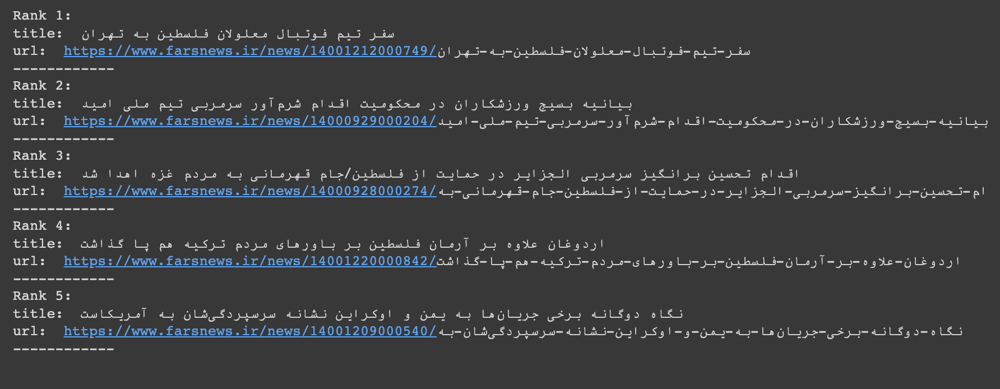 Rank 1:
title:  سفر تیم فوتبال معلولان فلسطین به تهران
url:  https://www.farsnews.ir/news/14001212000749/سفر-تیم-فوتبال-معلولان-فلسطین-به-تهران
------------
Rank 2:
title:  بیانیه بسیج ورزشکاران در محکومیت اقدام شرم‌آور سرمربی تیم ملی امید
url:  https://www.farsnews.ir/news/14000929000204/بیانیه-بسیج-ورزشکاران-در-محکومیت-اقدام-شرم‌آور-سرمربی-تیم-ملی-امید
------------
Rank 3:
title:  اقدام تحسین برانگیز سرمربی الجزایر در حمایت از فلسطین/جام قهرمانی به مردم غزه اهدا شد
url:  https://www.farsnews.ir/news/14000928000274/ام-تحسین-برانگیز-سرمربی-الجزایر-در-حمایت-از-فلسطین-جام-قهرمانی-به
------------
Rank 4:
title:  اردوغان علاوه بر آرمان فلسطین بر باورهای مردم ترکیه هم پا گذاشت
url:  https://www.farsnews.ir/news/14001220000842/اردوغان-علاوه-بر-آرمان-فلسطین-بر-باورهای-مردم-ترکیه-هم-پا-گذاشت
------------
Rank 5:
title:  نگاه دوگانه برخی جریان‌ها به یمن و اوکراین نشانه سرسپردگی‌شان به آمریکاست
url:  https://www.farsnews.ir/news/14001209000540/نگاه-دوگانه-برخی-جریان‌ها-به-یمن-و-اوکراین-نشانه-سرسپردگی‌شان-به
------------